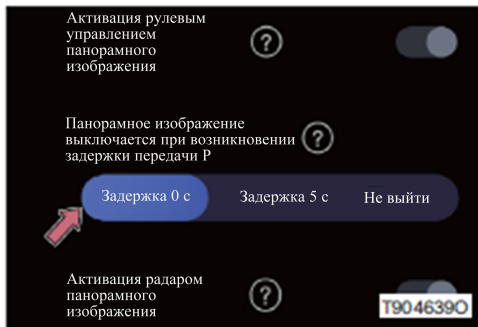 Активация рулевым
управлением
панорамного
изображения
?
Панорамное изображение
выключается при возникновении
задержки передачи P
?
Задержка 0 с Задержка 5 с Не выйти
Активация радаром
панорамного
изображения
?
T904639O